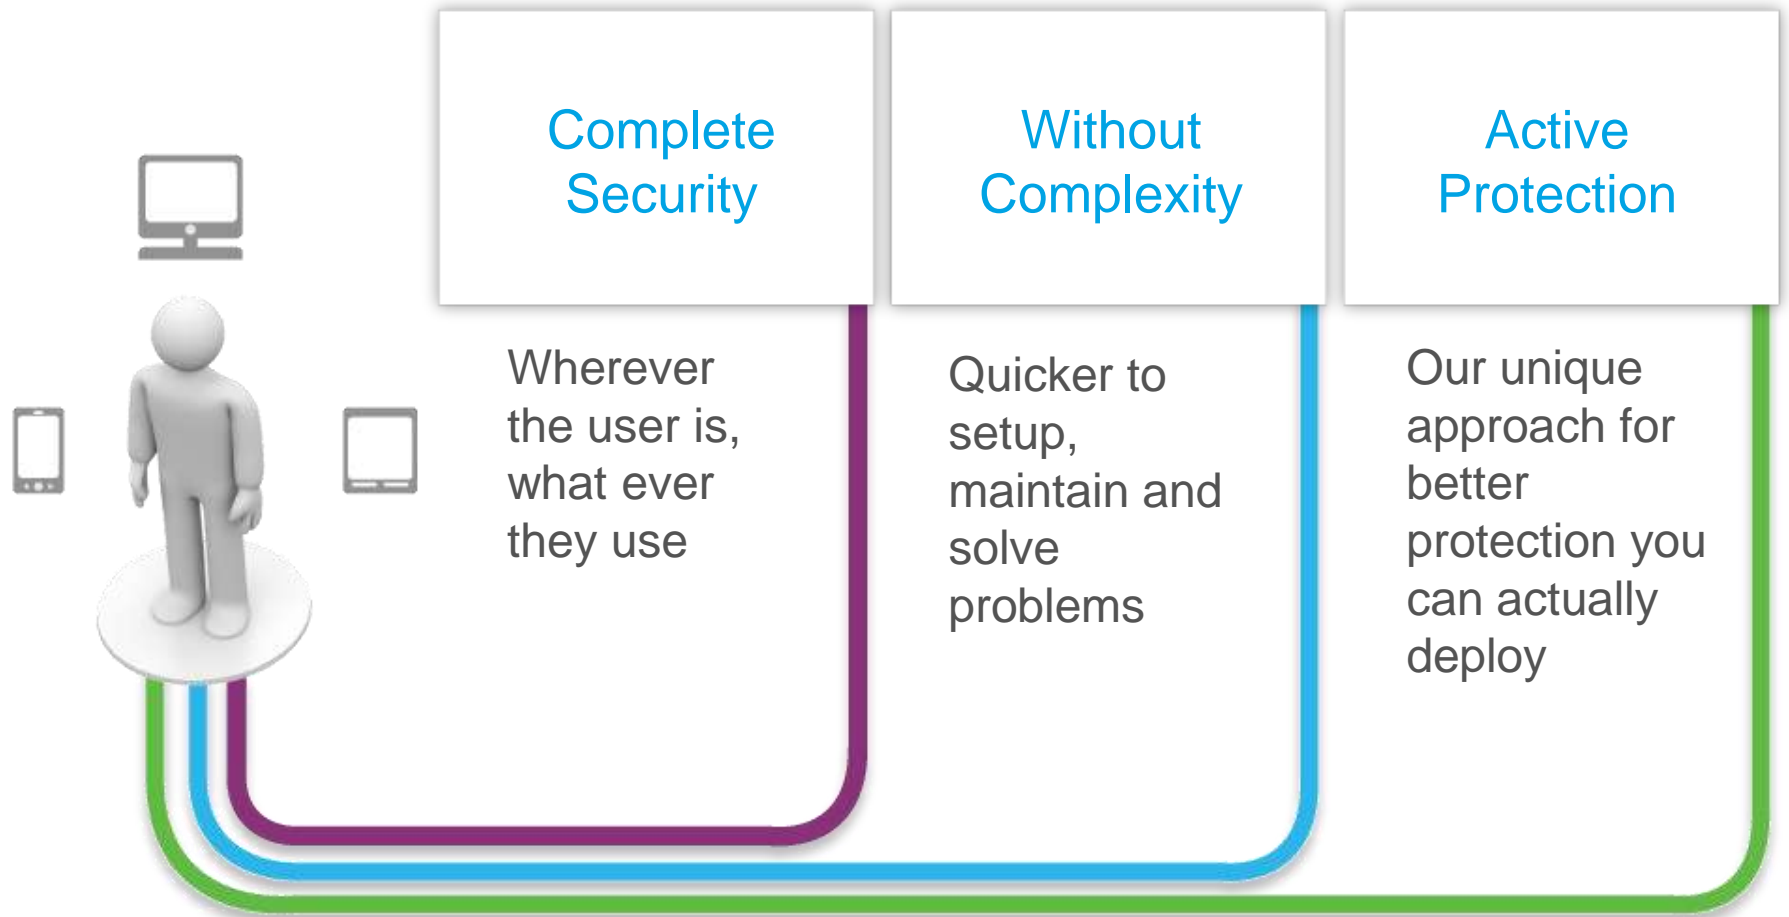 Complete
Security
Wherever
the user is,
what ever
they use
Without
Complexity
Quicker to
setup,
maintain and
solve
problems
Active
Protection
Our unique
approach for
better
protection you
can actually
deploy